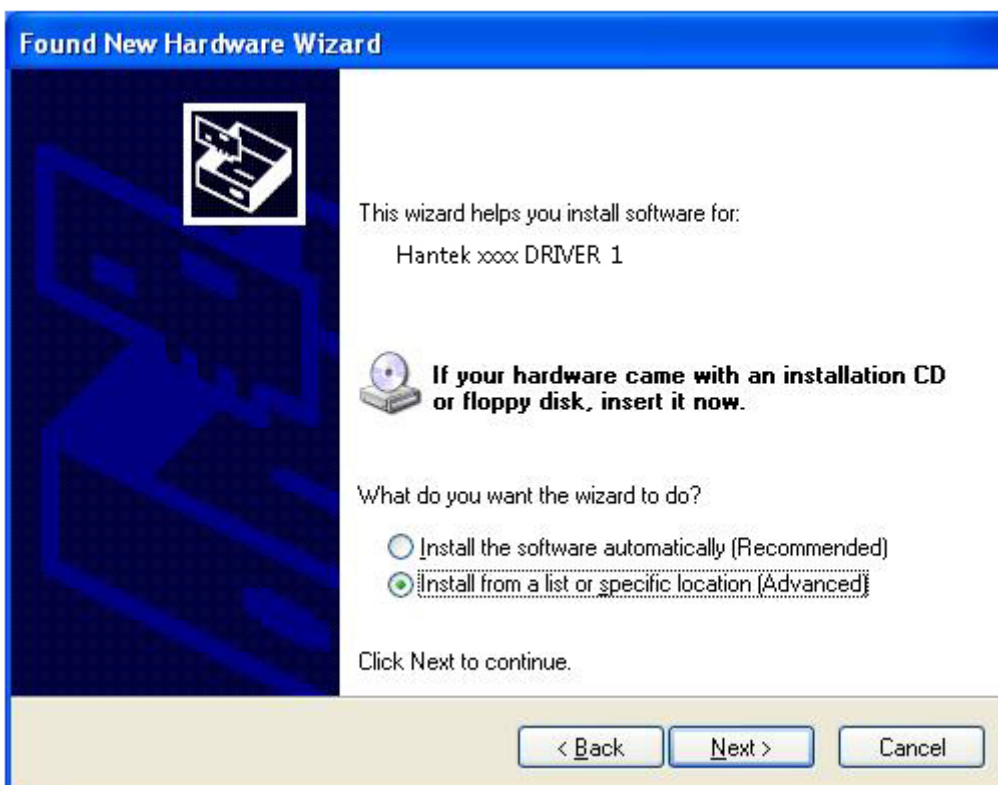 Found New Hardware Wizard
This wizard helps you install software for:
Hantek xxxx DRIVER 1
If your hardware came with an installation CD
or floppy disk, insert it now.
What do you want the wizard to do?
Install the software automatically (Recommended)
Install from a list or specific location (Advanced)
Click Next to continue.
< Back Next > Cancel